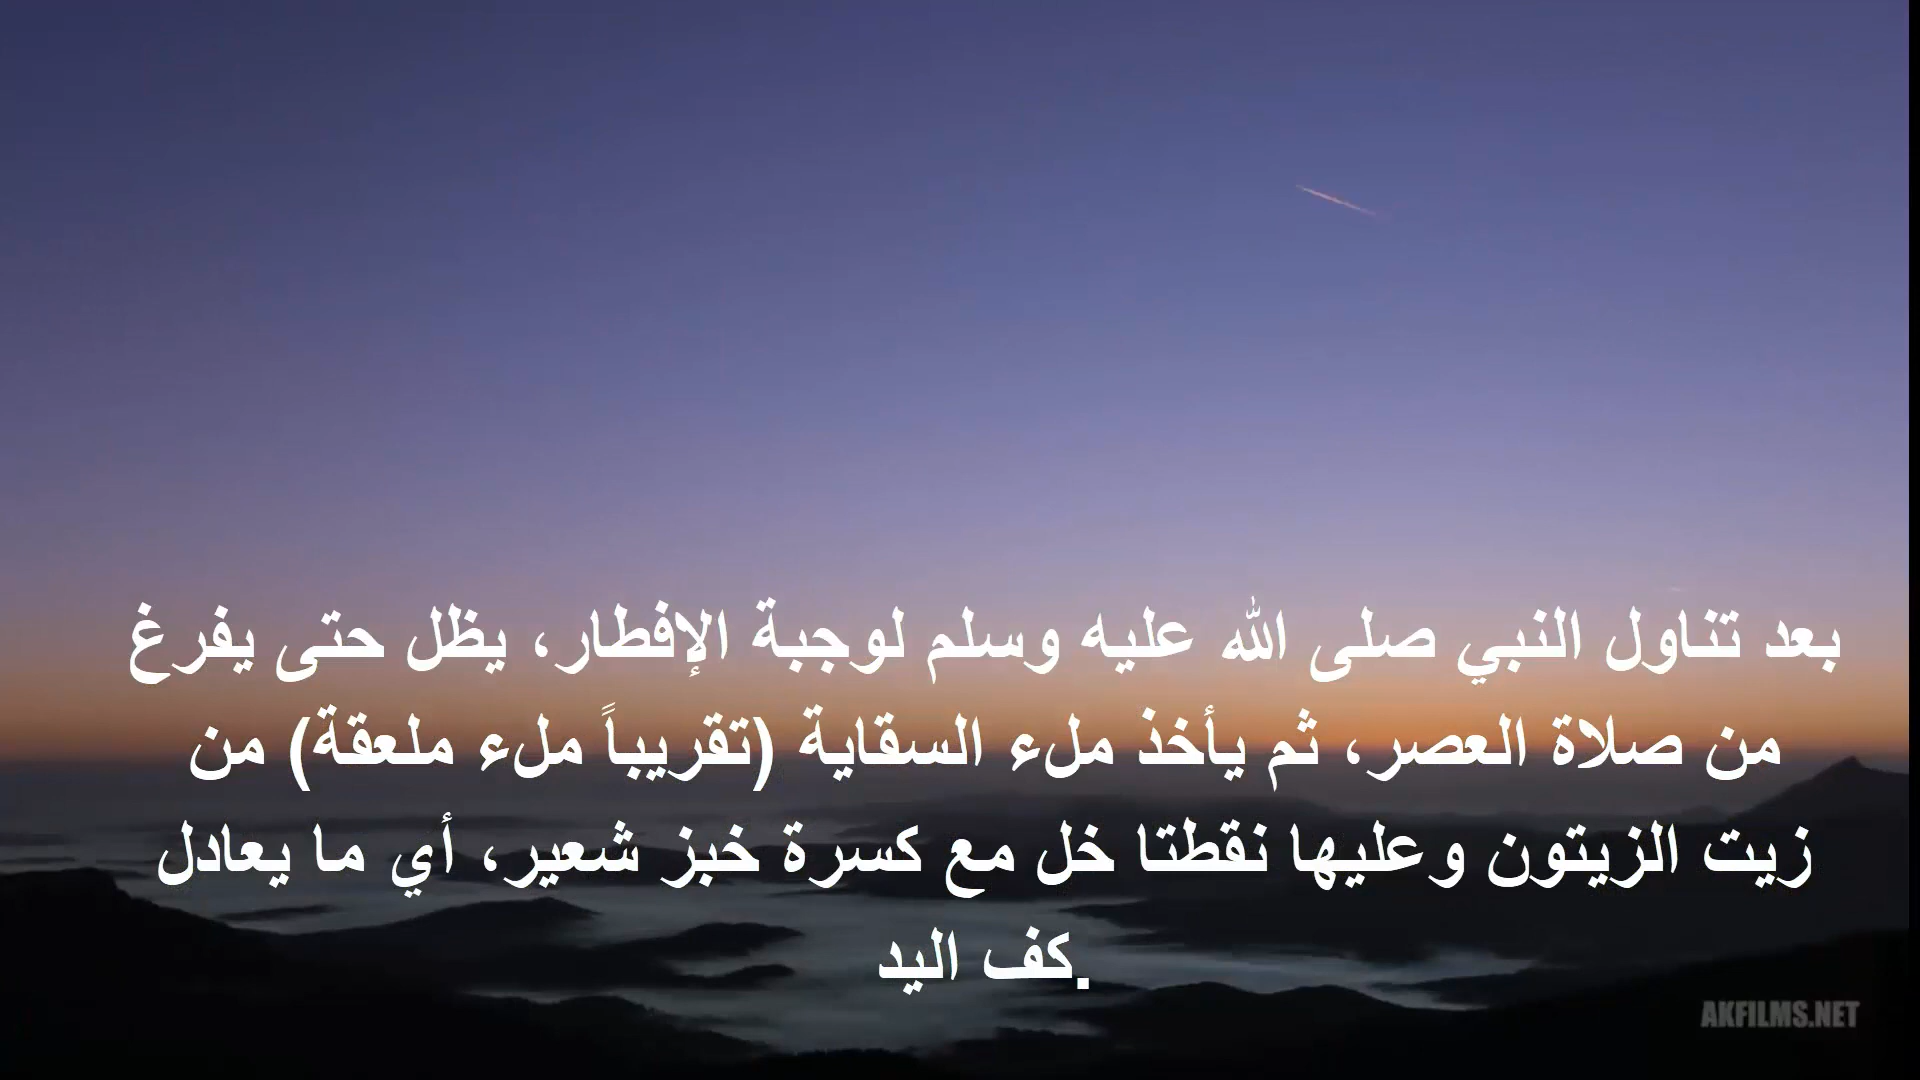 بعد تناول النبي صلى الله عليه وسلم لوجبة الإفطار، يظل حتى يفرغ
من صلاة العصر، ثم يأخذ ملء السقاية (تقريباً ملء ملعقة) من
زيت الزيتون وعليها نقطتا خل مع كسرة خبز شعير، أي ما يعادل
.كف اليد
AKFILMS.NET